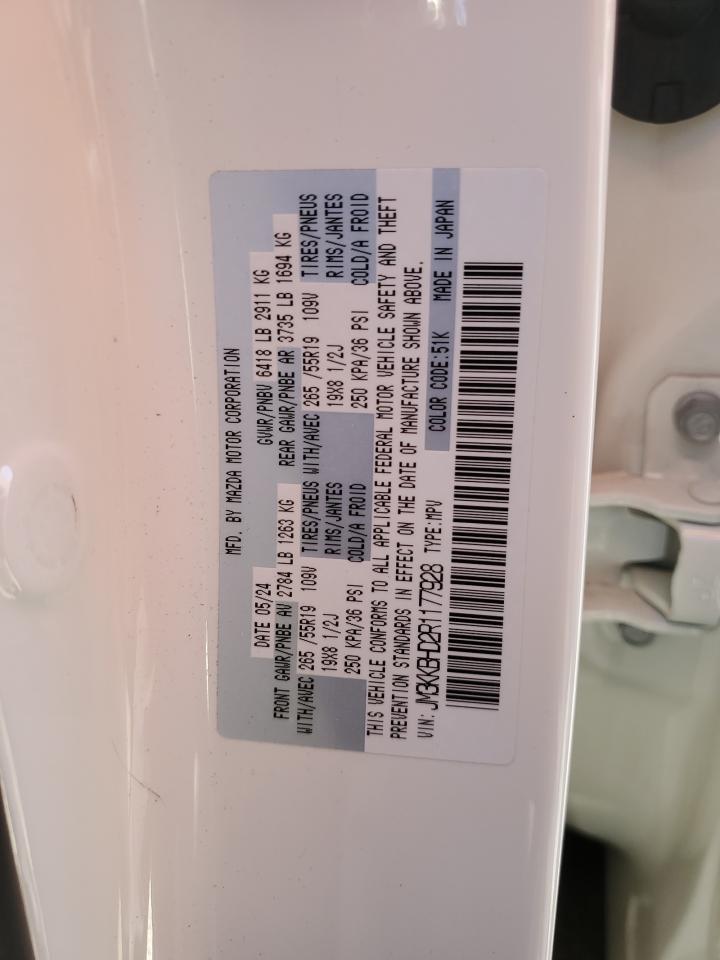 MFD. BY MAZDA MOTOR CORPORATION
DATE 05/24 GVWR/PNBV 6418 LB 2911 KG
FRONT GAWR/PNBE AV 2784 LB 1263 KG REAR GAWR/PNBE AR 3735 LB 1694 KG
WITH/AVEC 265 /55R19 109V TIRES/PNEUS WITH/AVEC 265 /55R19 109V TIRES/PNEUS
19X8 1/2J RIMS/JANTES 19X8 1/2J RIMS/JANTES
250 KPA/36 PSI COLD/A FROID 250 KPA/36 PSI COLD/A FROID
THIS VEHICLE CONFORMS TO ALL APPLICABLE FEDERAL MOTOR VEHICLE SAFETY AND THEFT
PREVENTION STANDARDS IN EFFECT ON THE DATE OF MANUFACTURE SHOWN ABOVE.
VIN: JM3KKBHD2R1177928 TYPE:MPV COLOR CODE:51K MADE IN JAPAN